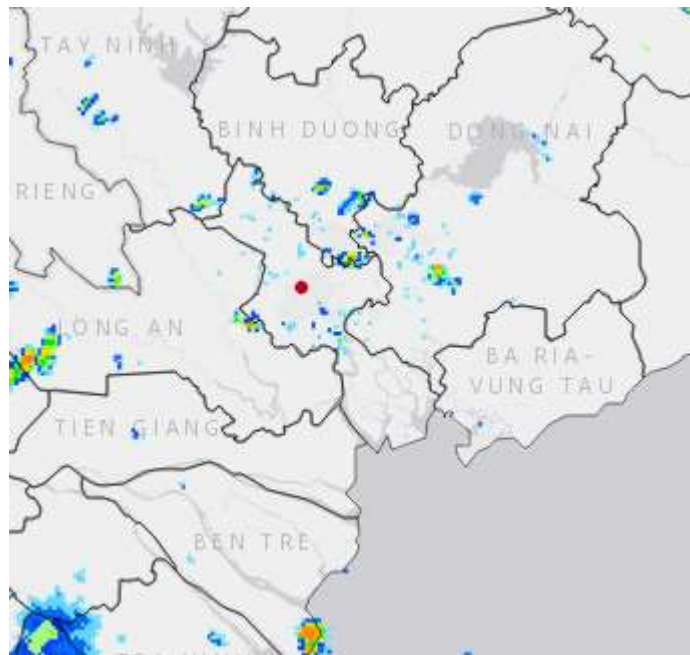 TAY NINH
BINH DUONG
DONG NAI
RIENG
LONG AN
BA RIA-
VUNG TAU
TIEN GIANG
BEN TRE